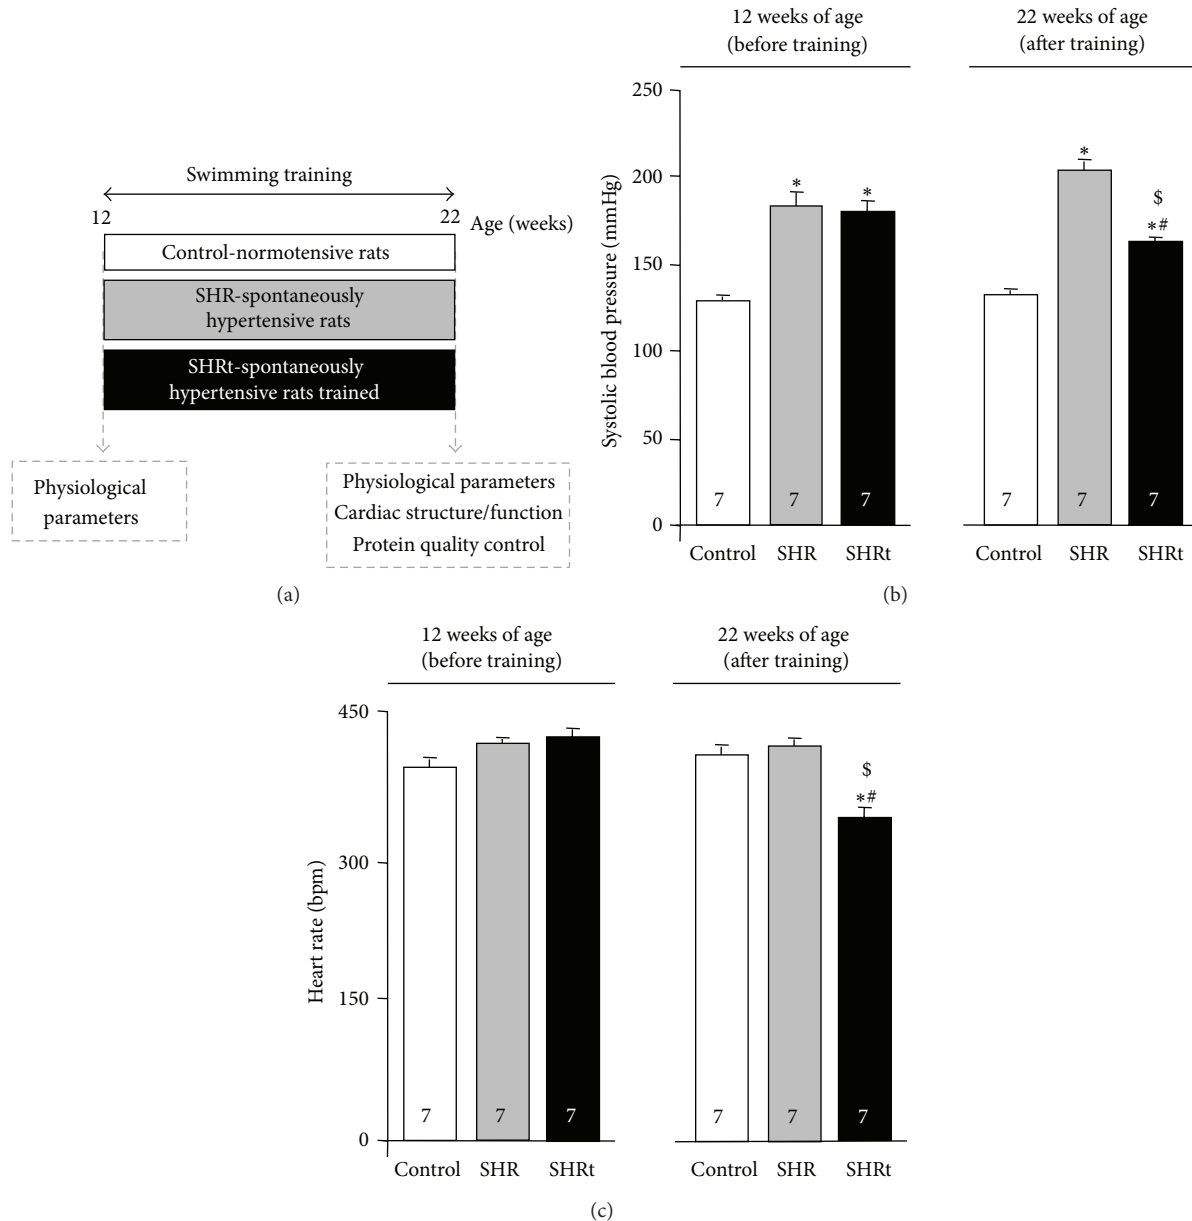 Swimming training
12
22
Age (weeks)
Control-normotensive rats
SHR-spontaneously
hypertensive rats
SHRt-spontaneously
hypertensive rats trained
Physiological
parameters
Physiological parameters
Cardiac structure/function
Protein quality control
(a)
12 weeks of age
(before training)
22 weeks of age
(after training)
Systolic blood pressure (mmHg)
250
200
150
100
50
0
*
*
*
$
*#
7
7
7
7
7
7
Control
SHR
SHRt
Control
SHR
SHRt
(b)
12 weeks of age
(before training)
22 weeks of age
(after training)
Heart rate (bpm)
450
300
150
0
$
*#
7
7
7
7
7
7
Control
SHR
SHRt
Control
SHR
SHRt
(c)